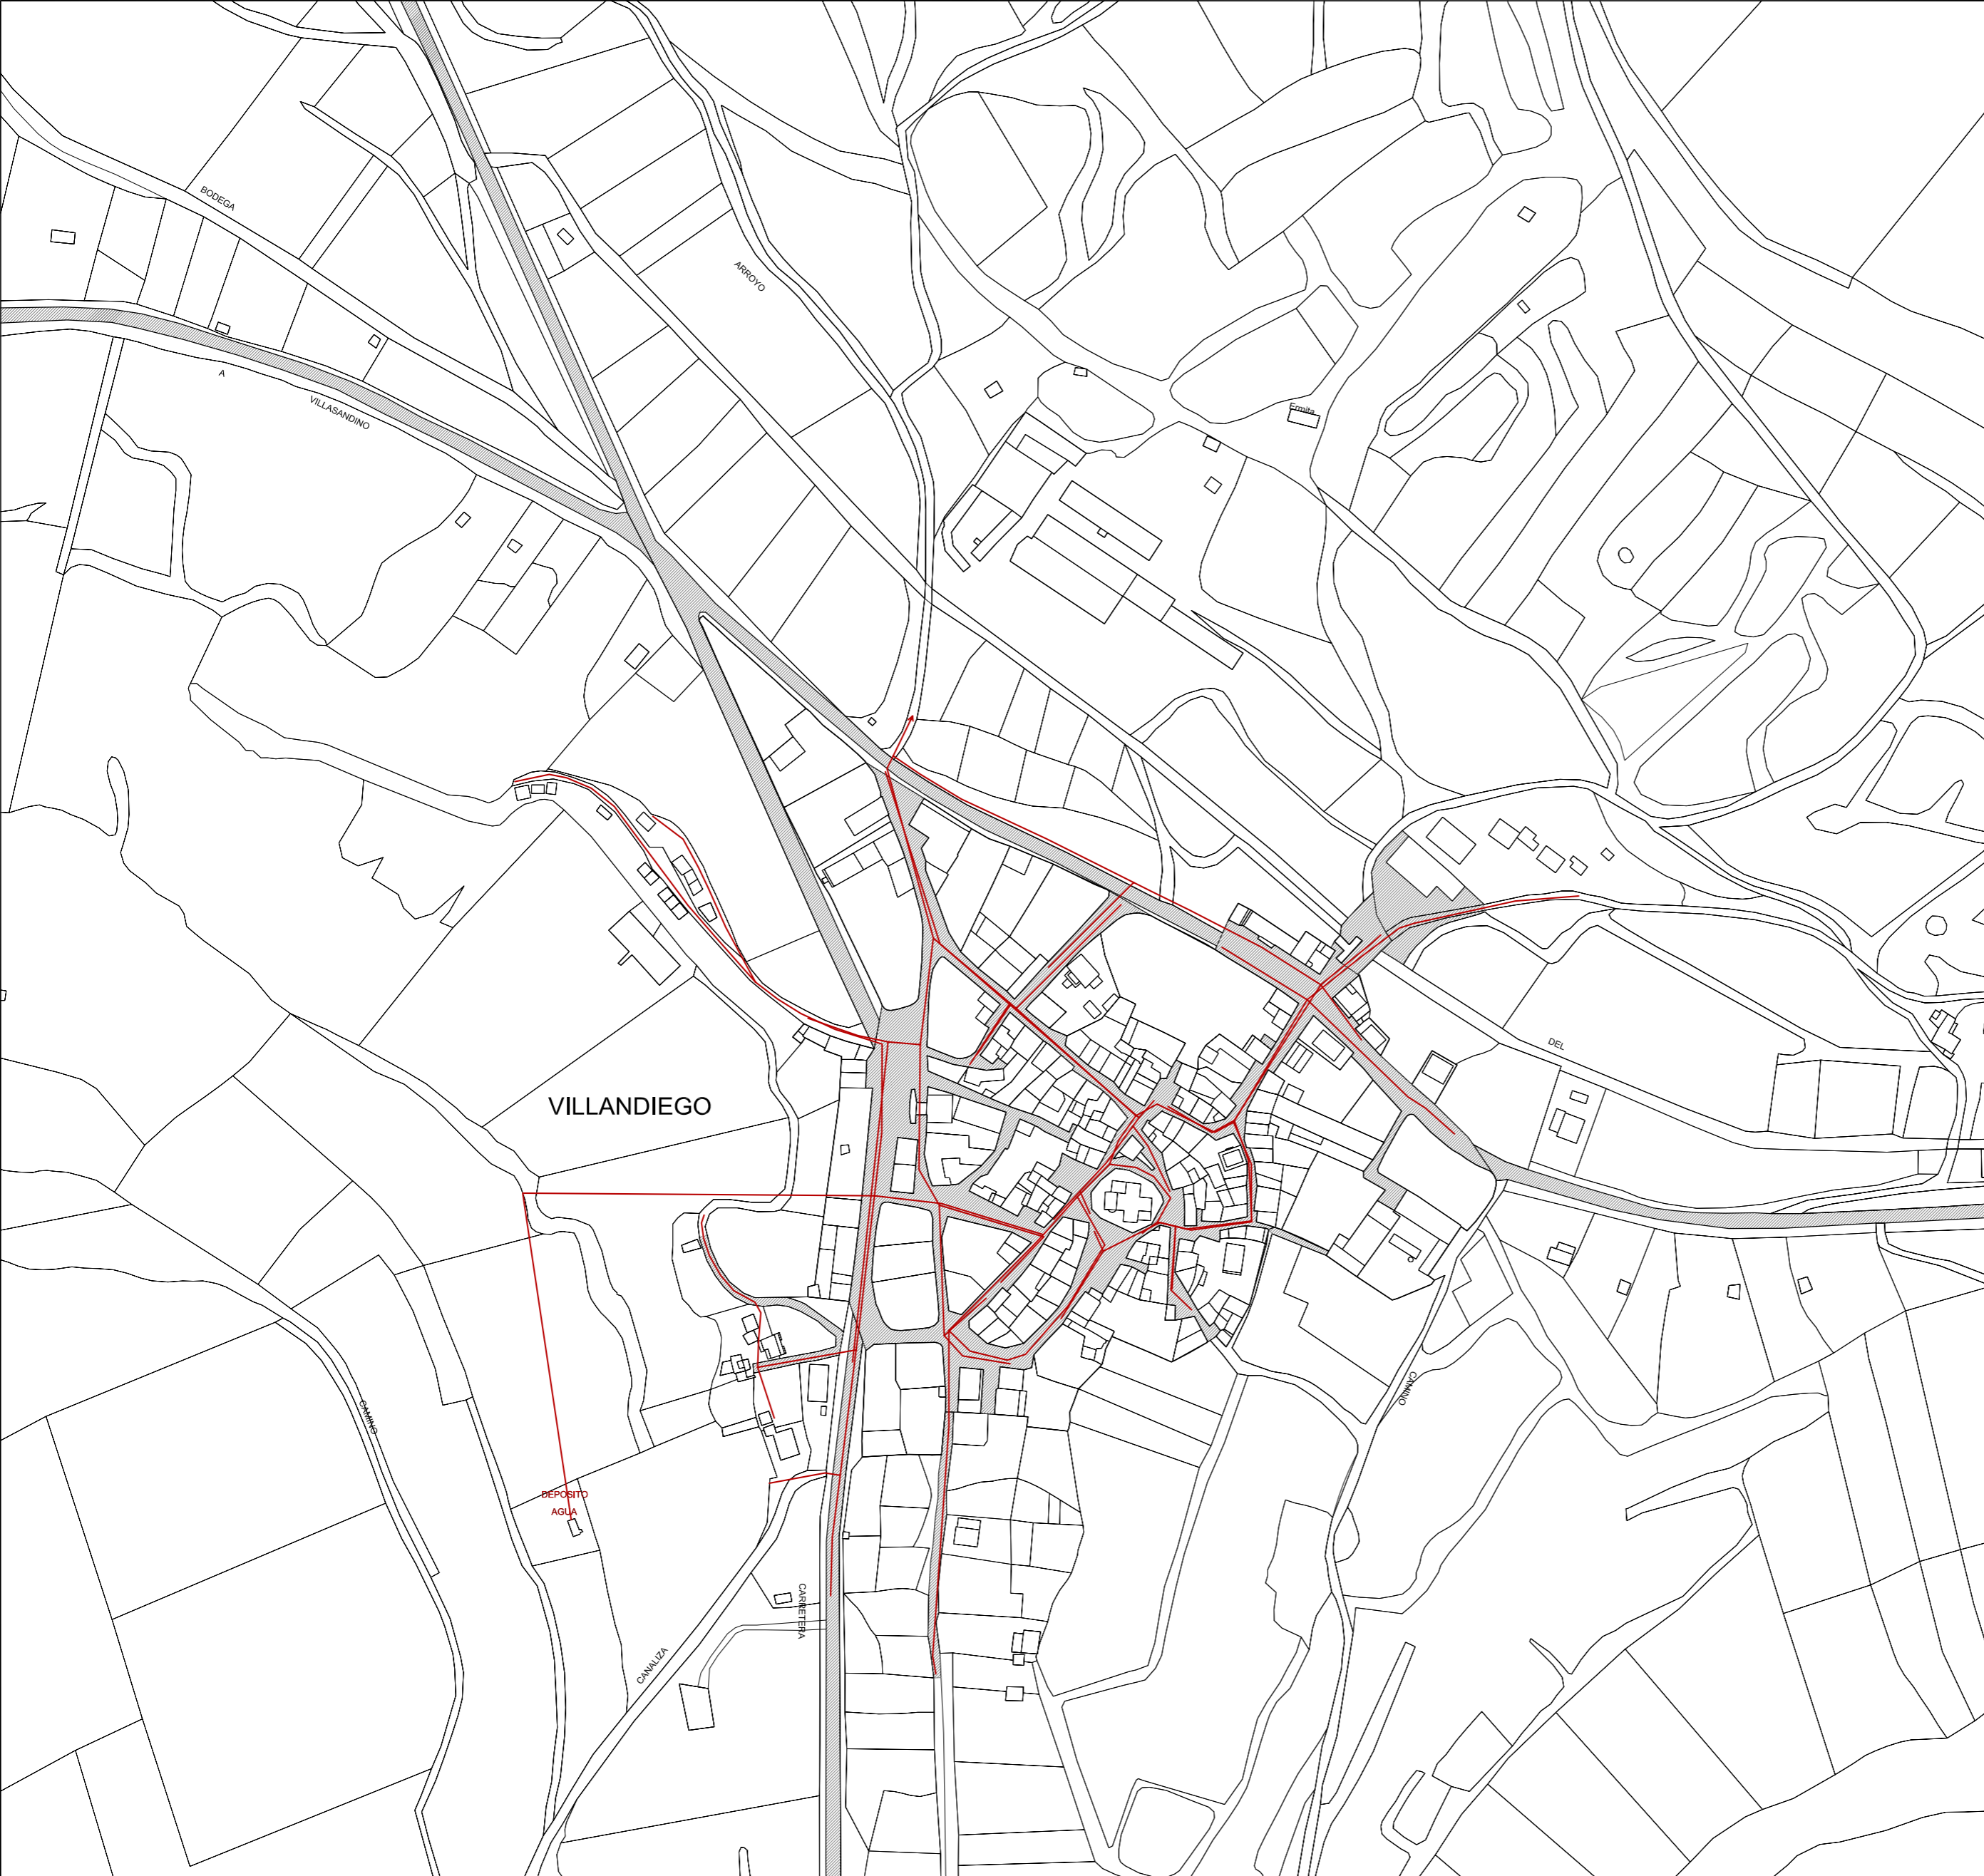 BODEGA
ARROYO
A
VILLASANDINO
Ermita
DEL
VILLANDIEGO
CAMINO
CAMINO
DEPOSITO
AGUA
CARRETERA
CANALIZA